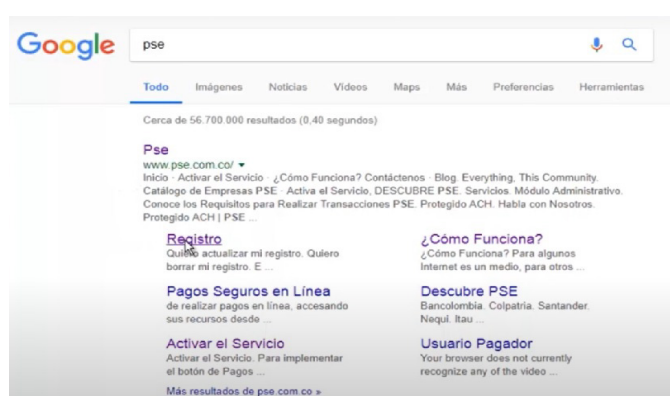 Google
pse
Todo Imágenes Noticias Vídeos Maps Más Preferencias Herramientas
Cerca de 56.700.000 resultados (0,40 segundos)
Pse
www.pse.com.co/
Inicio · Activar el Servicio · ¿Cómo Funciona? Contáctenos · Blog. Everything, This Community.
Catálogo de Empresas PSE · Activa el Servicio, DESCUBRE PSE. Servicios. Módulo Administrativo.
Conoce los Requisitos para Realizar Transacciones PSE. Protegido ACH. Habla con Nosotros.
Protegido ACH | PSE ...
Registro
Quiero actualizar mi registro. Quiero
borrar mi registro. E ...
¿Cómo Funciona?
¿Cómo Funciona? Para algunos
Internet es un medio, para otros ...
Pagos Seguros en Línea
de realizar pagos en línea, accesando
sus recursos desde ...
Descubre PSE
Bancolombia. Colpatria. Santander.
Nequi. Itau ...
Activar el Servicio
Activar el Servicio. Para implementar
el botón de Pagos ...
Usuario Pagador
Your browser does not currently
recognize any of the video ...
Más resultados de pse.com.co »